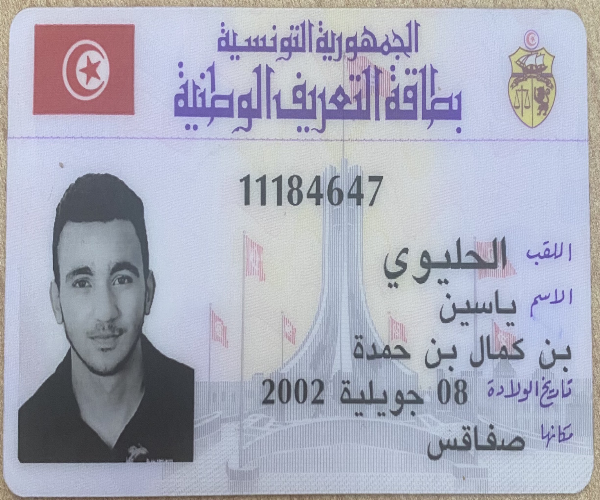 الجمهورية التونسية
بطاقة التعريف الوطنية
11184647
اللقب الحليوي
الاسم ياسين
بن كمال بن حمدة
تاريخ الولادة 08 جويلية 2002
مكانها صفاقس